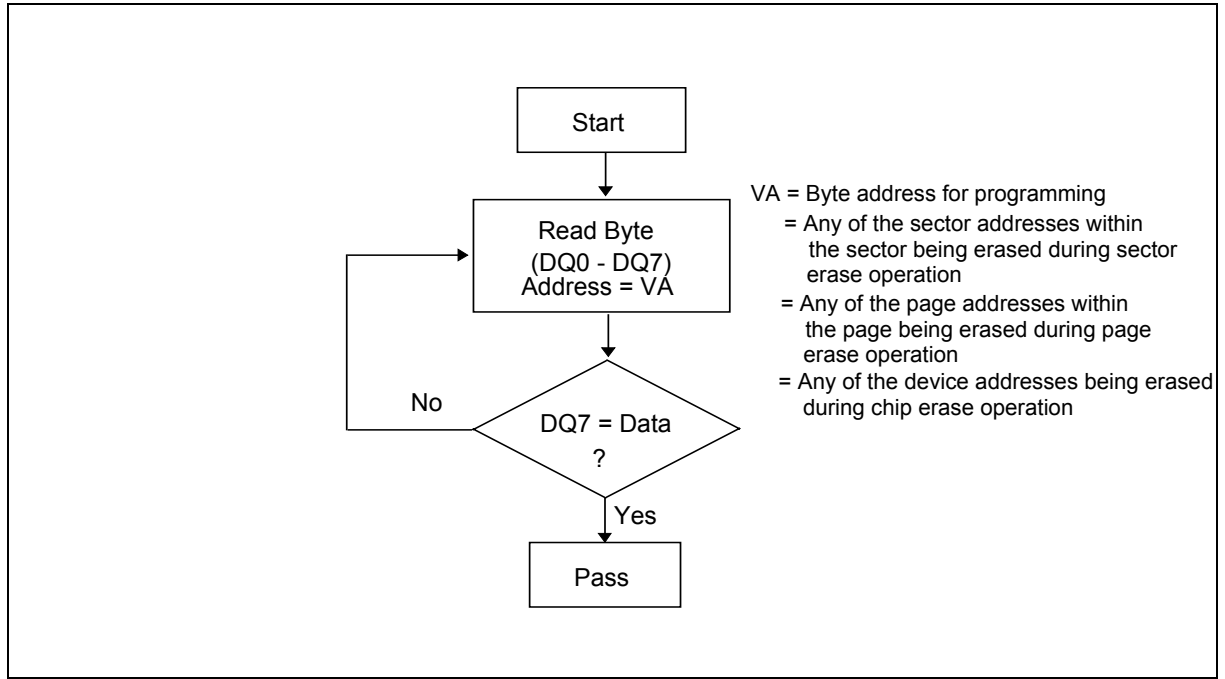 Start
Read Byte
(DQ0 - DQ7)
Address = VA
VA = Byte address for programming
= Any of the sector addresses within
the sector being erased during sector
erase operation
= Any of the page addresses within
the page being erased during page
erase operation
= Any of the device addresses being erased
during chip erase operation
No
DQ7 = Data
?
Yes
Pass